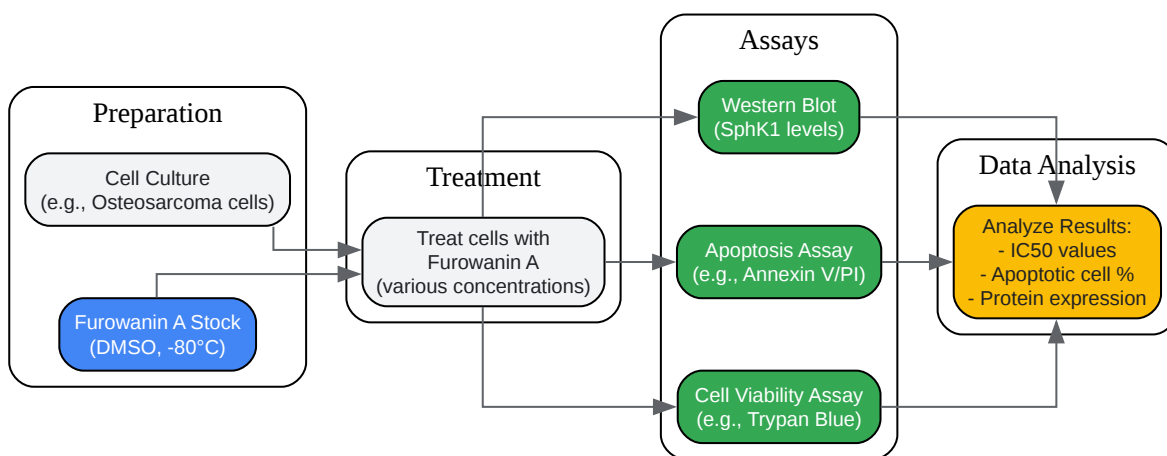 Preparation
Cell Culture
(e.g., Osteosarcoma cells)
Furowanin A Stock
(DMSO, -80°C)
Treatment
Treat cells with
Furowanin A
(various concentrations)
Assays
Western Blot
(SphK1 levels)
Apoptosis Assay
(e.g., Annexin V/PI)
Cell Viability Assay
(e.g., Trypan Blue)
Data Analysis
Analyze Results:
- IC50 values
- Apoptotic cell %
- Protein expression